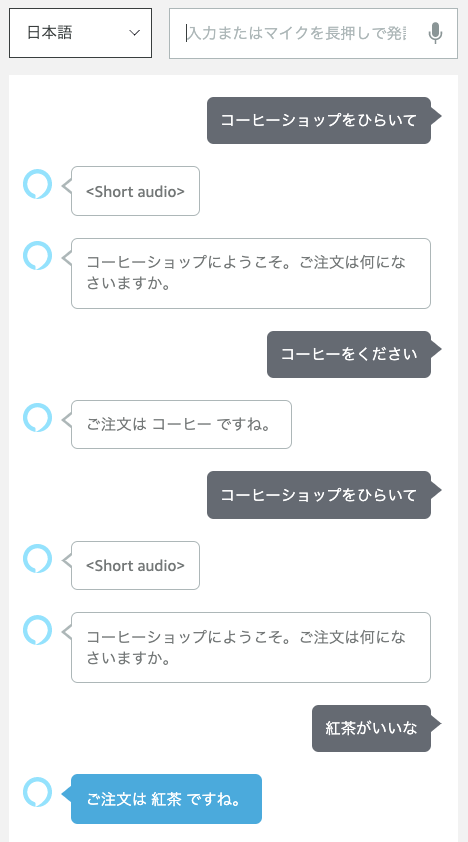 日本語
入力またはマイクを長押しで発
コーヒーショップをひらいて
<Short audio>
コーヒーショップにようこそ。ご注文は何にな
さいますか。
コーヒーをください
ご注文は コーヒー ですね。
コーヒーショップをひらいて
<Short audio>
コーヒーショップにようこそ。ご注文は何にな
さいますか。
紅茶がいいな
ご注文は 紅茶 ですね。